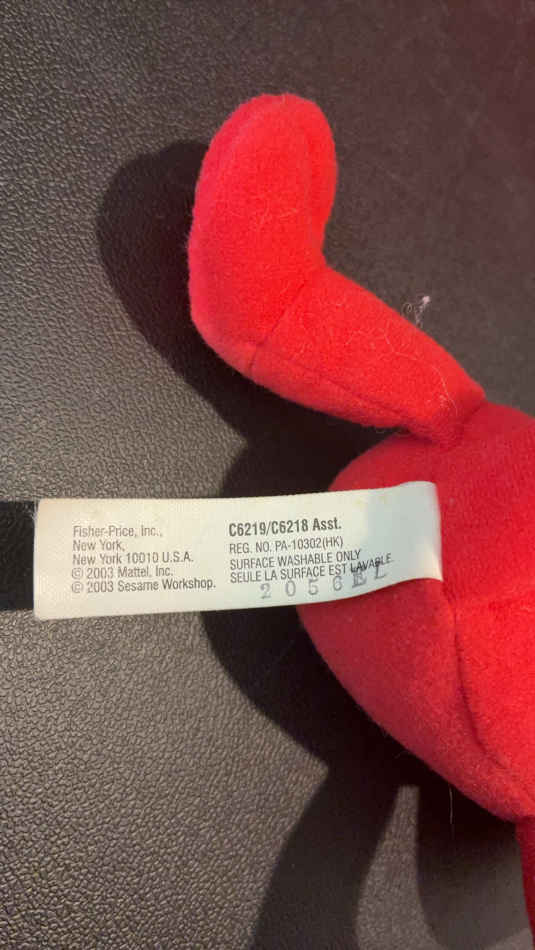 Fisher-Price, Inc.,
New York,
New York 10010 U.S.A.
© 2003 Mattel, Inc.
© 2003 Sesame Workshop.
C6219/C6218 Asst.
REG. NO. PA-10302(HK)
SURFACE WASHABLE ONLY
SEULE LA SURFACE EST LAVABLE.
2056EL